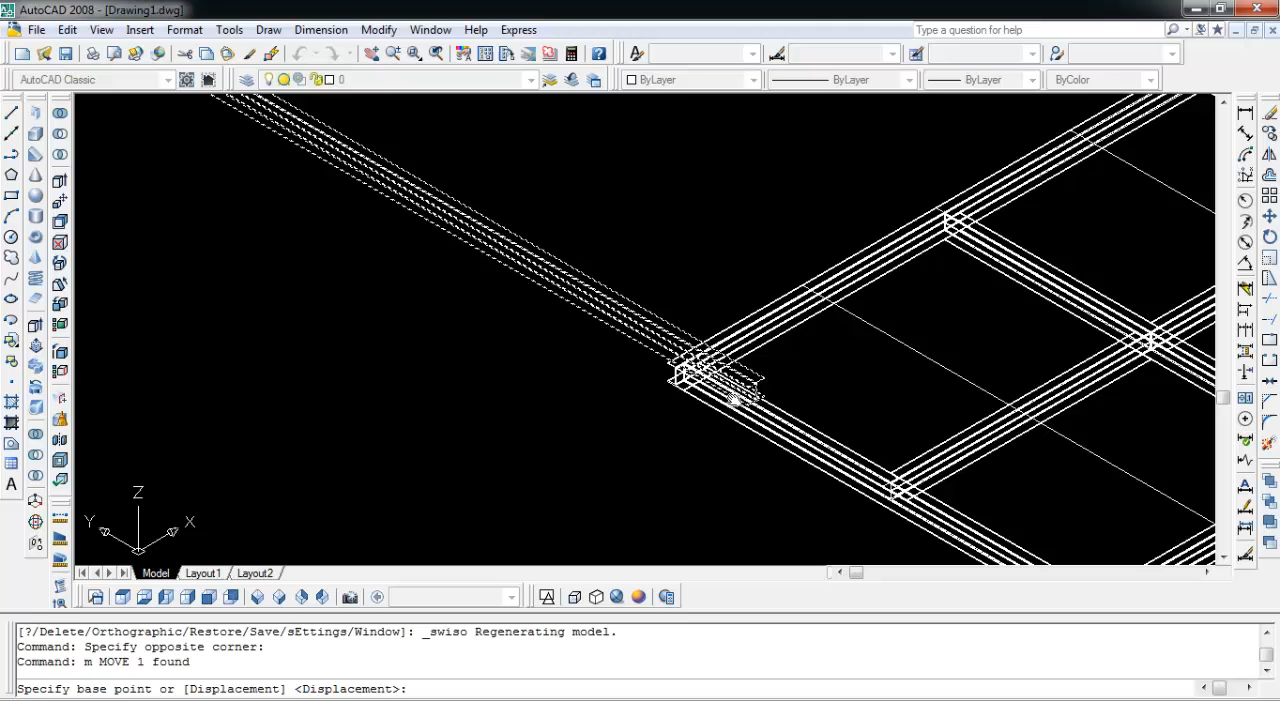 AutoCAD 2008 - [Drawing1.dwg]
File Edit View Insert Format Tools Draw Dimension Modify Window Help Express
Type a question for help
AutoCAD Classic
0
ByLayer
ByLayer
ByLayer
ByColor
A
Z
Y
X
Model Layout1 Layout2
[?/Delete/Orthographic/Restore/Save/sEttings/Window]: _swiso Regenerating model.
Command: Specify opposite corner:
Command: m MOVE 1 found
Specify base point or [Displacement] <Displacement>: